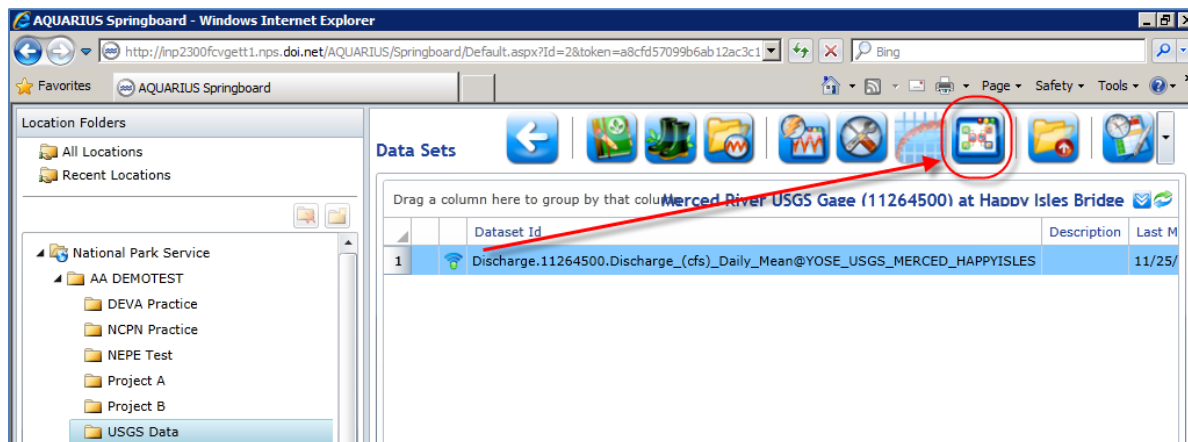 AQUARIUS Springboard - Windows Internet Explorer
http://inp2300fcvgett1.nps.doi.net/AQUARIUS/Springboard/Default.aspx?Id=2&token=a8cfd57099b6ab12ac3c1
Bing
Favorites
AQUARIUS Springboard
Page
Safety
Tools
Location Folders
All Locations
Recent Locations
National Park Service
AA DEMOTEST
DEVA Practice
NCPN Practice
NEPE Test
Project A
Project B
USGS Data
Data Sets
Drag a column here to group by that
Merced River USGS Gage (11264500) at Happy Isles Bridge
Dataset Id Description Last M
1 Discharge.11264500.Discharge_(cfs)_Daily_Mean@YOSE_USGS_MERCED_HAPPYISLES 11/25/